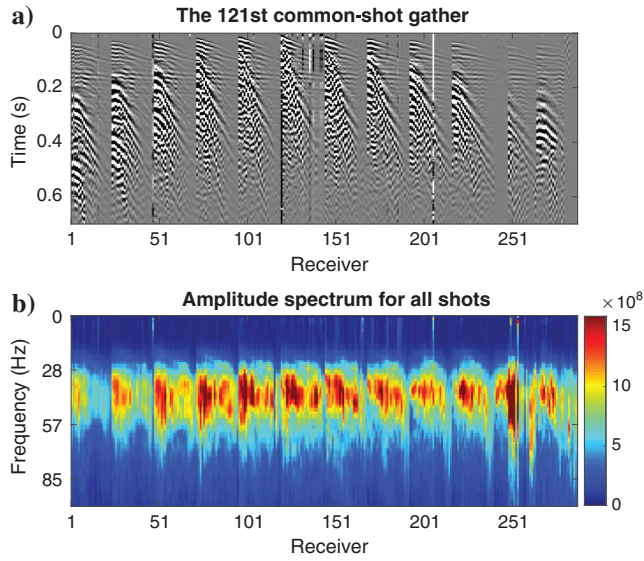 a)
The 121st common-shot gather
Time (s)
0
0.2
0.4
0.6
1 51 101 151 201 251
Receiver
b)
Amplitude spectrum for all shots
Frequency (Hz)
0
28
57
85
1 51 101 151 201 251
Receiver
× 10⁸
15
10
5
0